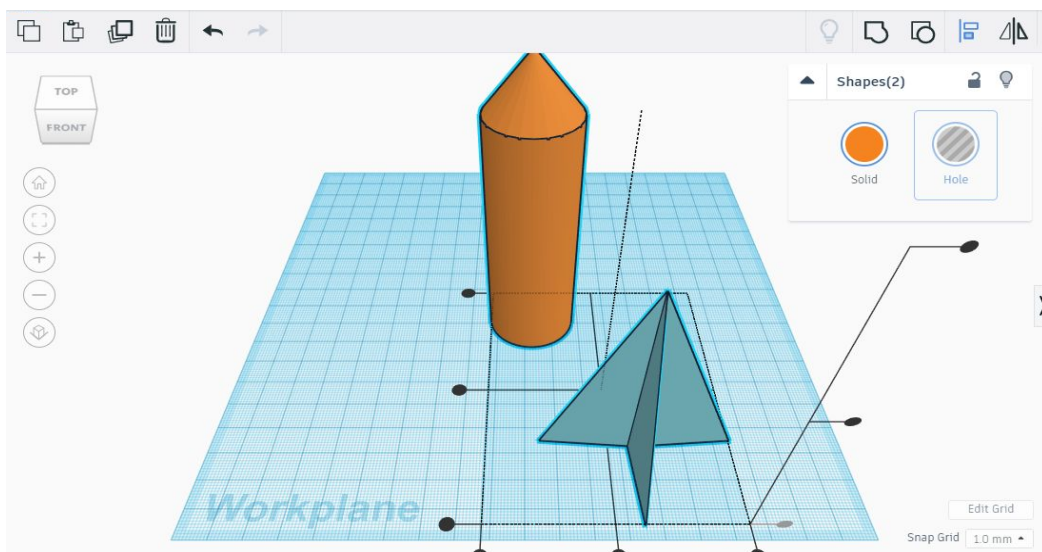 Shapes(2)
TOP
FRONT
Solid
Hole
Workplane
Edit Grid
Snap Grid 1.0 mm